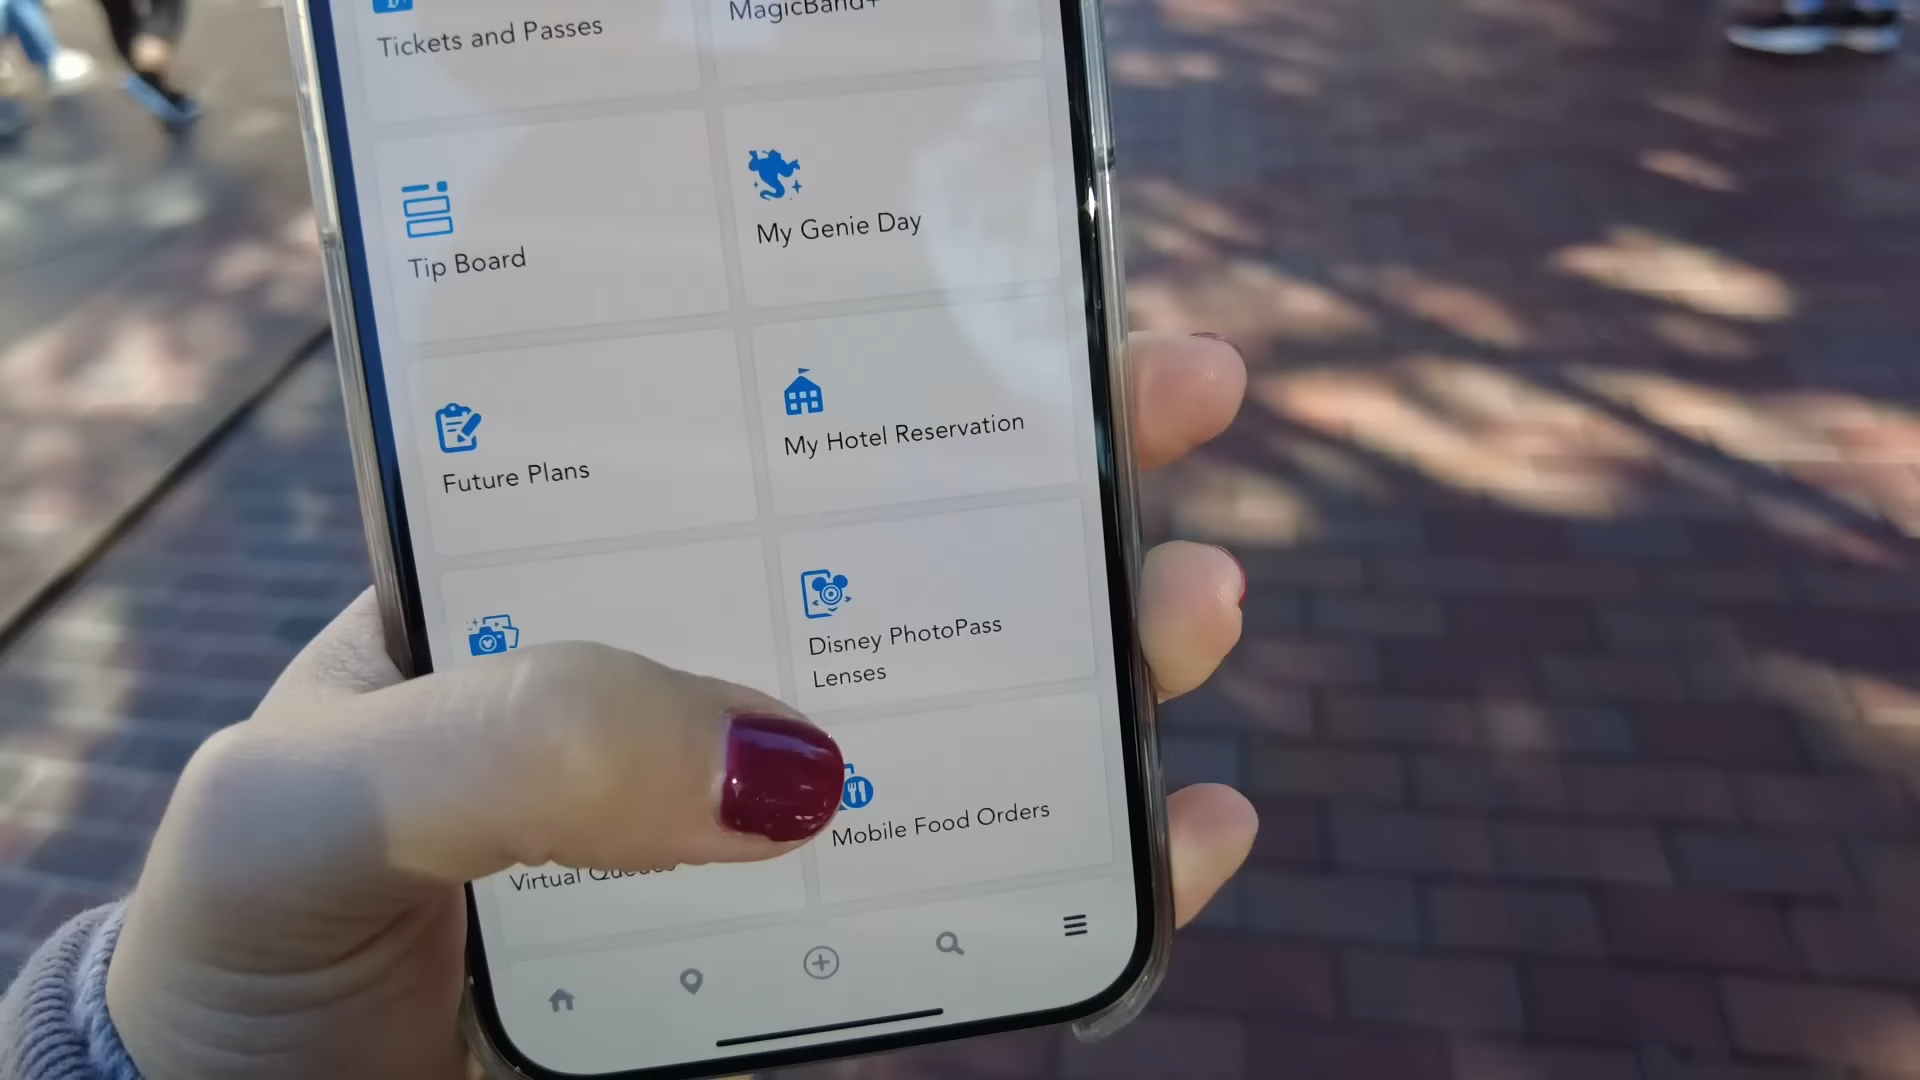 Tickets and Passes
MagicBand+
Tip Board
My Genie Day
Future Plans
My Hotel Reservation
Disney PhotoPass
Lenses
Virtual Queues
Mobile Food Orders